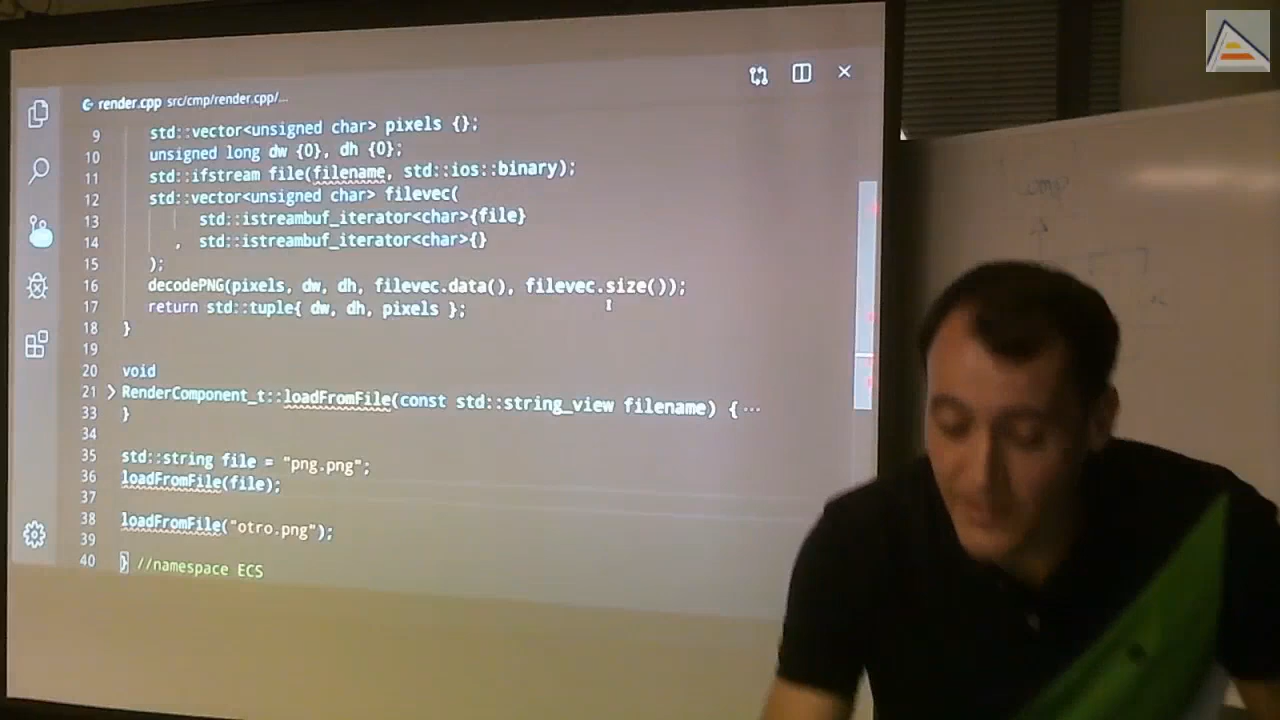 render.cpp src/cmp/render.cpp/...
9 std::vector<unsigned char> pixels {};
10 unsigned long dw {0}, dh {0};
11 std::ifstream file(filename, std::ios::binary);
12 std::vector<unsigned char> filevec(
13 std::istreambuf_iterator<char>{file}
14 , std::istreambuf_iterator<char>{}
15 );
16 decodePNG(pixels, dw, dh, filevec.data(), filevec.size());
17 return std::tuple{ dw, dh, pixels };
18 }
19
20 void
21 RenderComponent_t::loadFromFile(const std::string_view filename) {...
33 }
34
35 std::string file = "png.png";
36 loadFromFile(file);
37
38 loadFromFile("otro.png");
39
40 } //namespace ECS